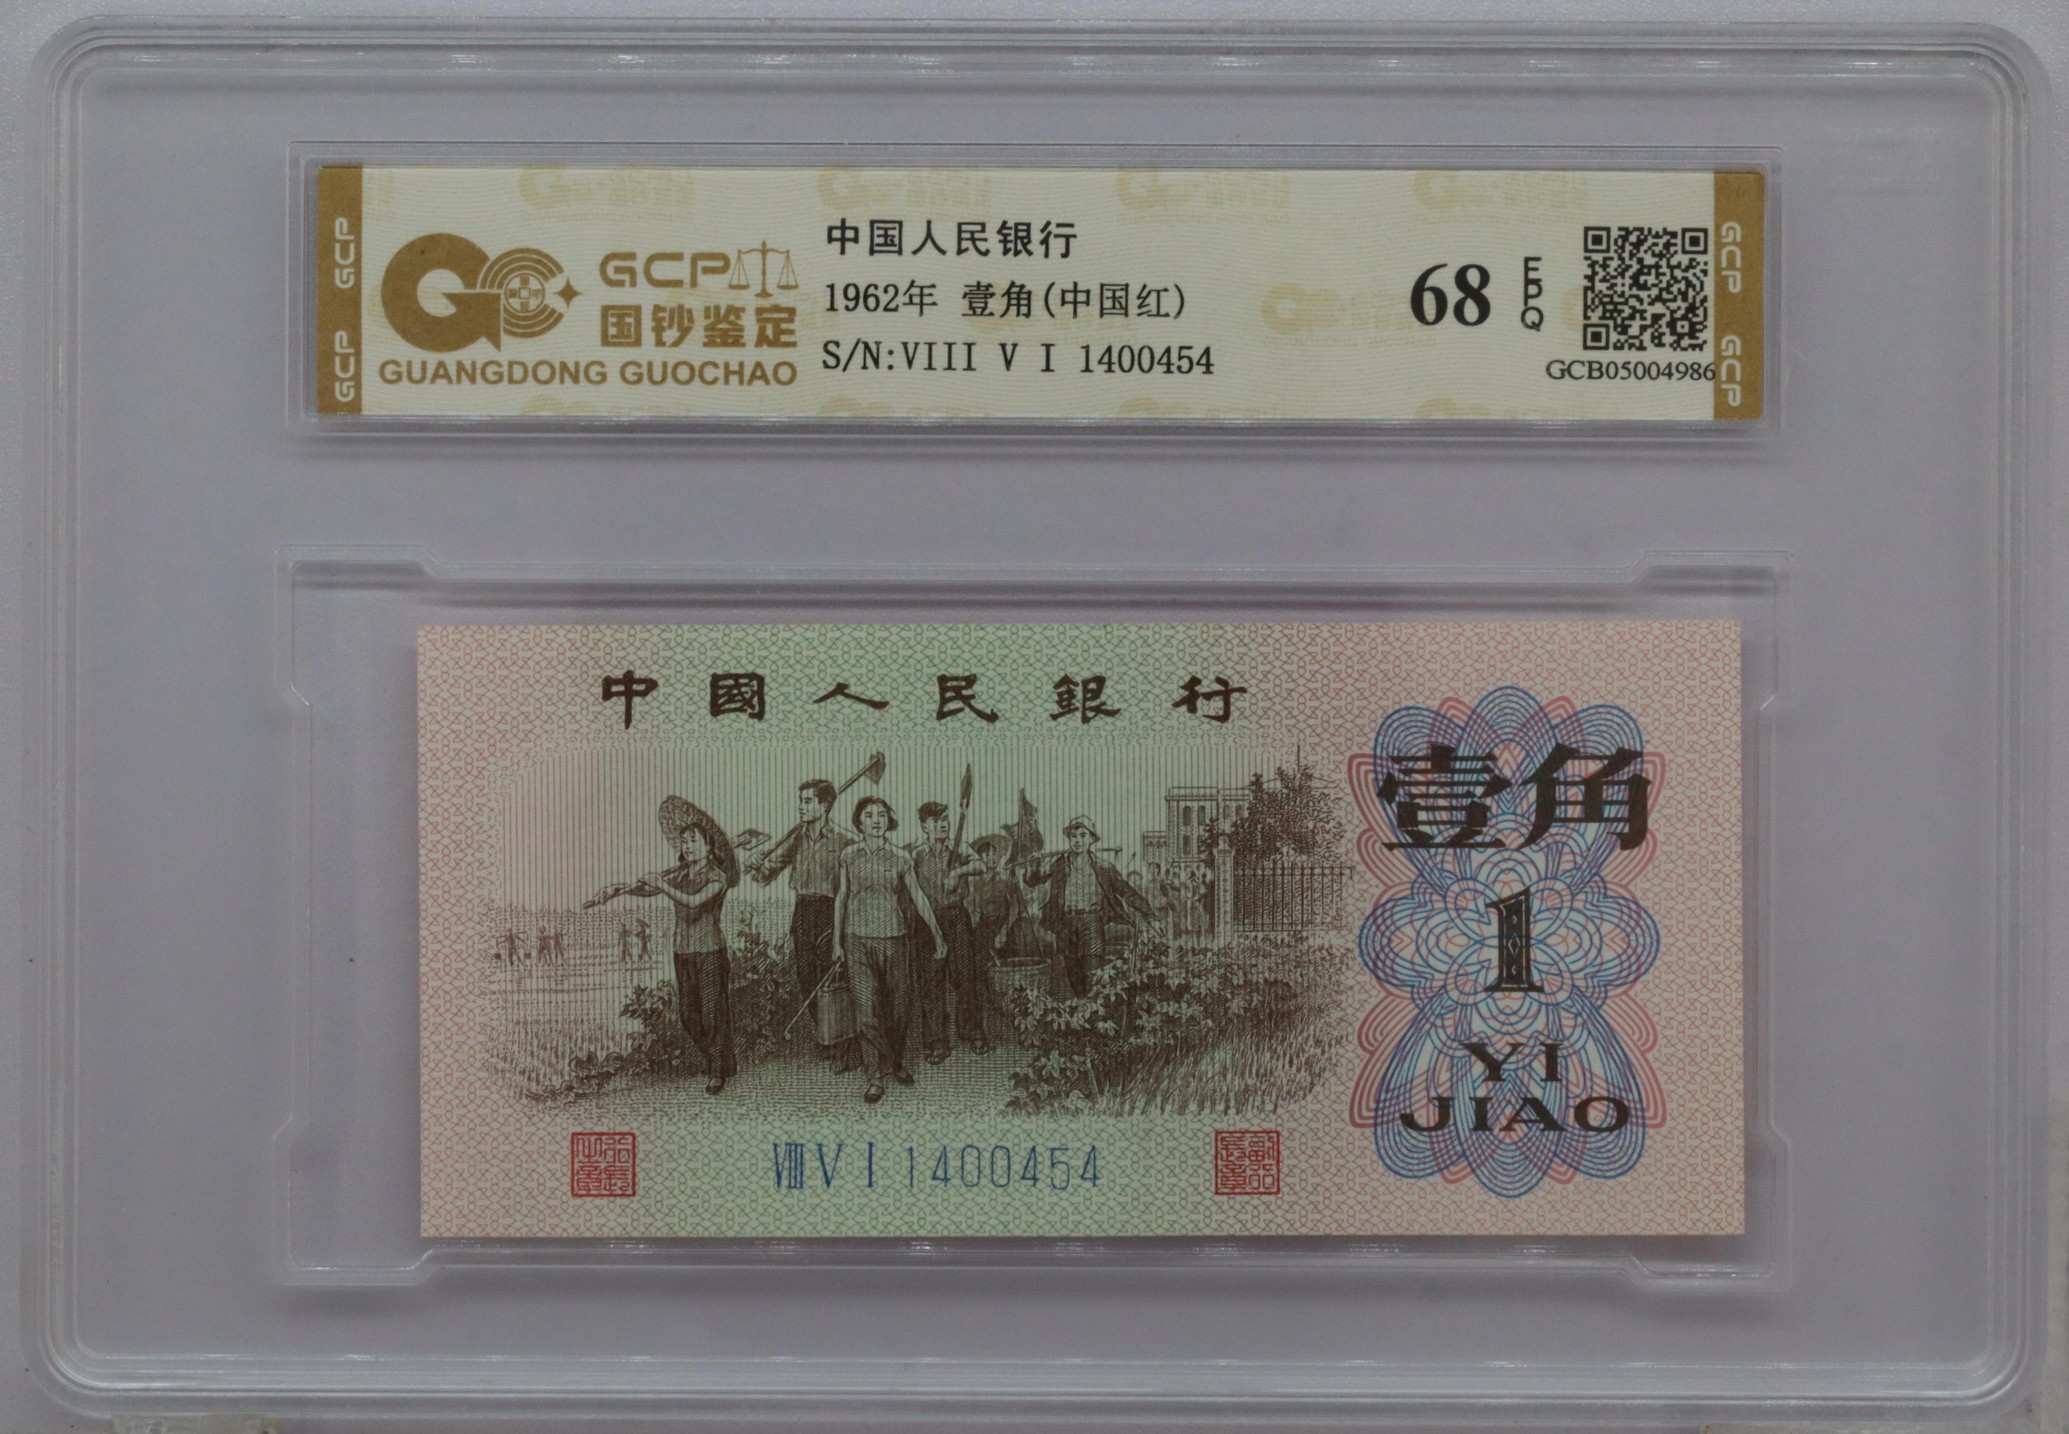 GCP
GCP
GCP
国钞鉴定
GUANGDONG GUOCHAO
中国人民银行
1962年 壹角(中国红)
S/N:VIII V I 1400454
68 EPQ
GCB05004986
GCP
GCP
中國人民銀行
壹角
1
YI
JIAO
VIII V I 1400454